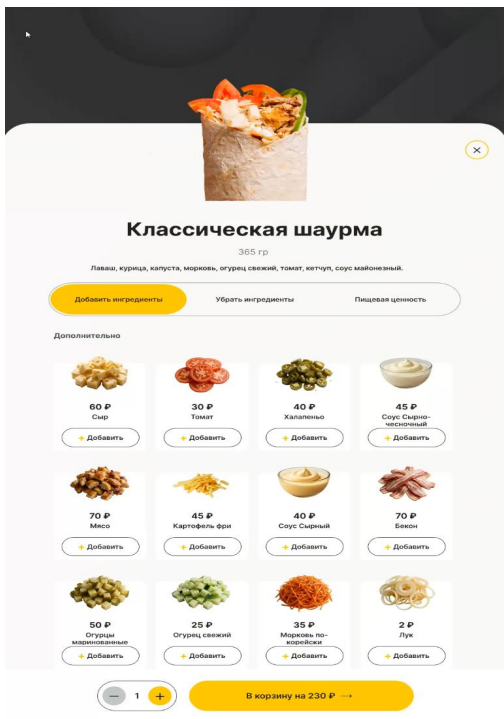 Классическая шаурма
365 гр
Лаваш, курица, капуста, морковь, огурец свежий, томат, кетчуп, соус майонезный.
Добавить ингредиенты
Убрать ингредиенты
Пищевая ценность
Дополнительно
60 ₽
Сыр
+ Добавить
30 ₽
Томат
+ Добавить
40 ₽
Халапеньо
+ Добавить
45 ₽
Соус Сырно-
чесночный
+ Добавить
70 ₽
Мясо
+ Добавить
45 ₽
Картофель фри
+ Добавить
40 ₽
Соус Сырный
+ Добавить
70 ₽
Бекон
+ Добавить
50 ₽
Огурцы
маринованные
+ Добавить
25 ₽
Огурец свежий
+ Добавить
35 ₽
Морковь по-
корейски
+ Добавить
2 ₽
Лук
+ Добавить
— 1 +
В корзину на 230 ₽ →